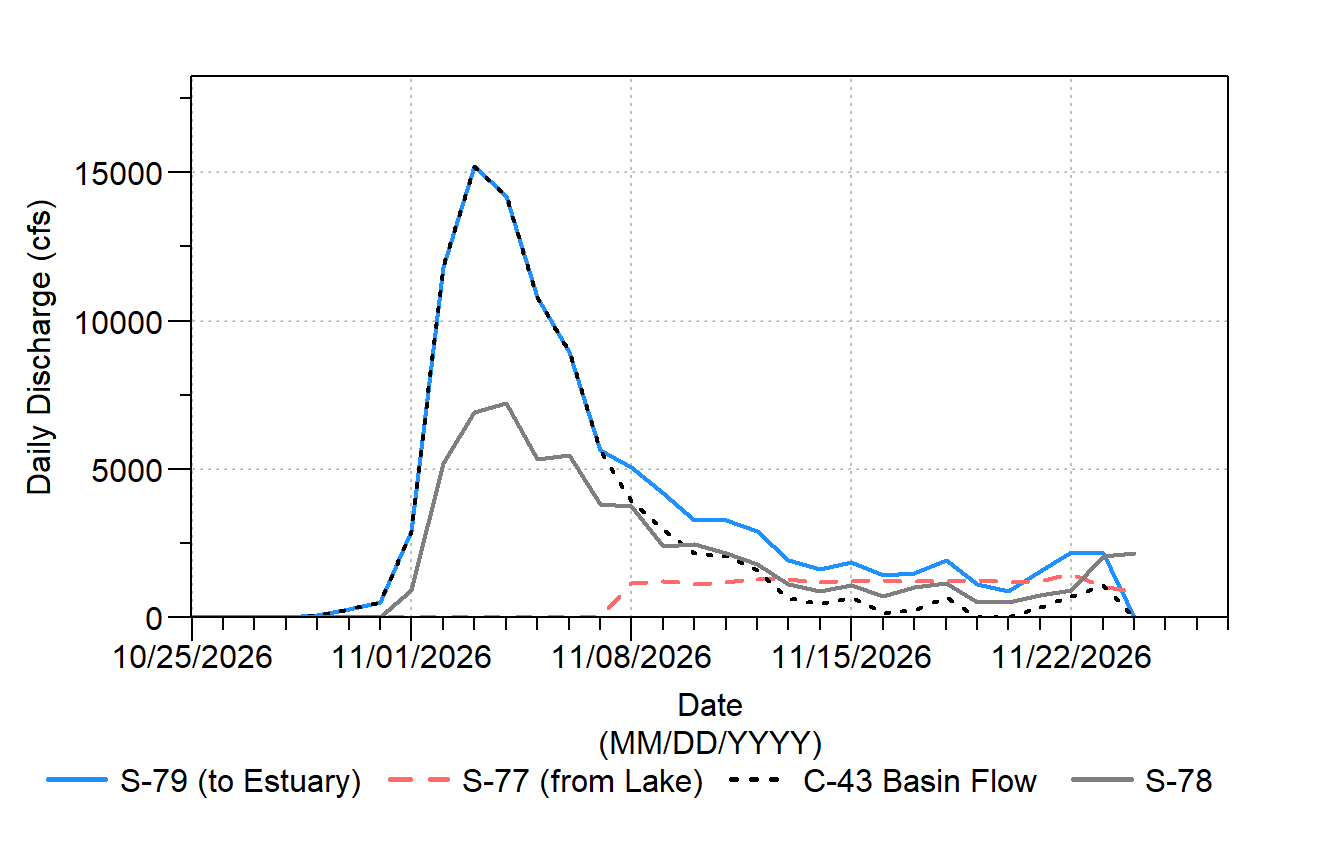 Daily Discharge (cfs)
15000
10000
5000
0
10/25/2026 11/01/2026 11/08/2026 11/15/2026 11/22/2026
Date
(MM/DD/YYYY)
S-79 (to Estuary) S-77 (from Lake) C-43 Basin Flow S-78